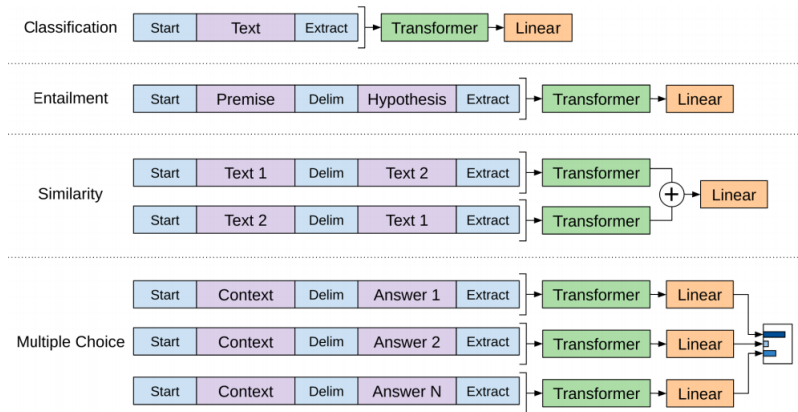 Classification Start Text Extract Transformer Linear
Entailment Start Premise Delim Hypothesis Extract Transformer Linear
Similarity
Start Text 1 Delim Text 2 Extract Transformer
+ Linear
Start Text 2 Delim Text 1 Extract Transformer
Multiple Choice
Start Context Delim Answer 1 Extract Transformer Linear
Start Context Delim Answer 2 Extract Transformer Linear
Start Context Delim Answer N Extract Transformer Linear